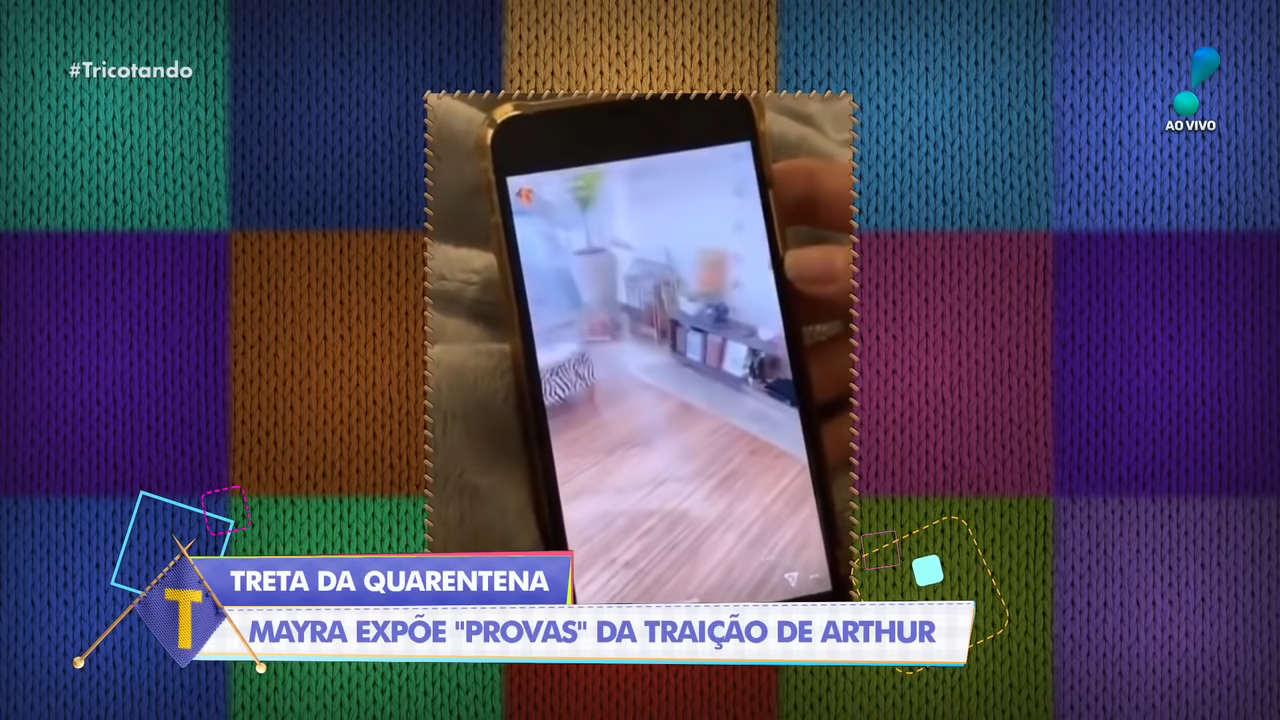 #Tricotando
AO VIVO
TRETA DA QUARENTENA
T
MAYRA EXPÕE "PROVAS" DA TRAIÇÃO DE ARTHUR